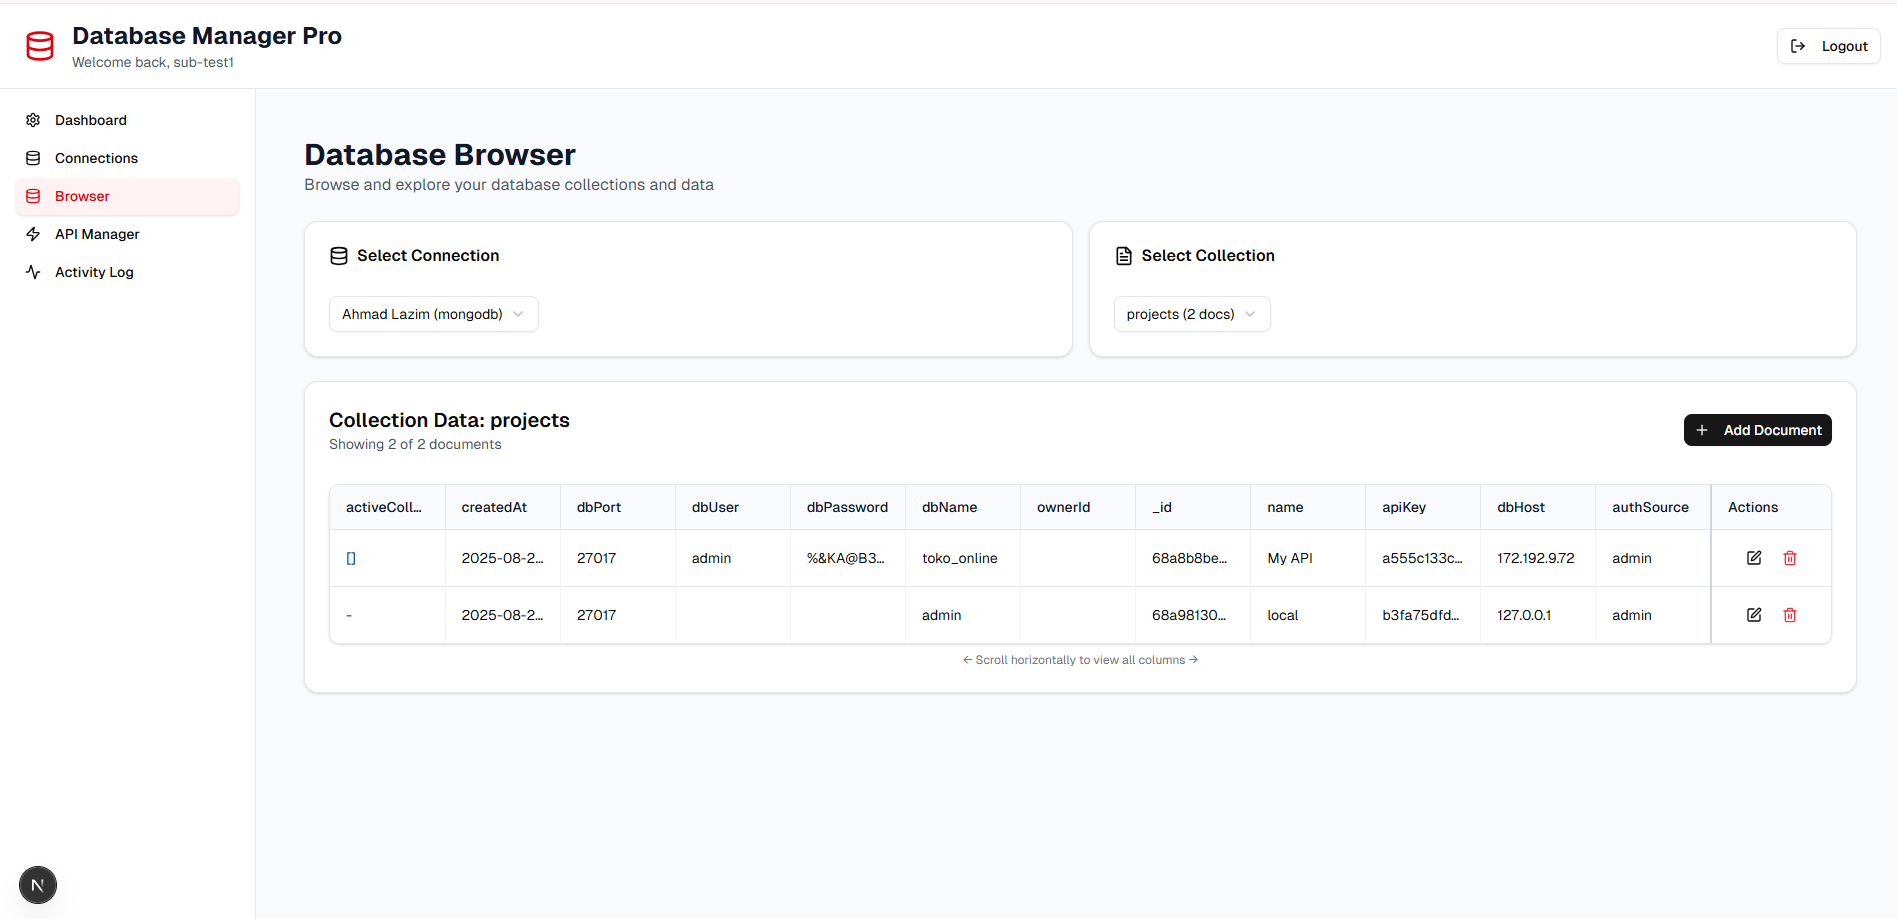 Database Manager Pro
Welcome back, sub-test1
Logout
Dashboard
Connections
Browser
API Manager
Activity Log
Database Browser
Browse and explore your database collections and data
Select Connection
Ahmad Lazim (mongodb)
Select Collection
projects (2 docs)
Collection Data: projects
Showing 2 of 2 documents
Add Document
activeColl... createdAt dbPort dbUser dbPassword dbName ownerId _id name apiKey dbHost authSource Actions
[] 2025-08-2... 27017 admin %&KA@B3... toko_online 68a8b8be... My API a555c133c... 172.192.9.72 admin
- 2025-08-2... 27017 admin 68a98130... local b3fa75dfd... 127.0.0.1 admin
← Scroll horizontally to view all columns →
N